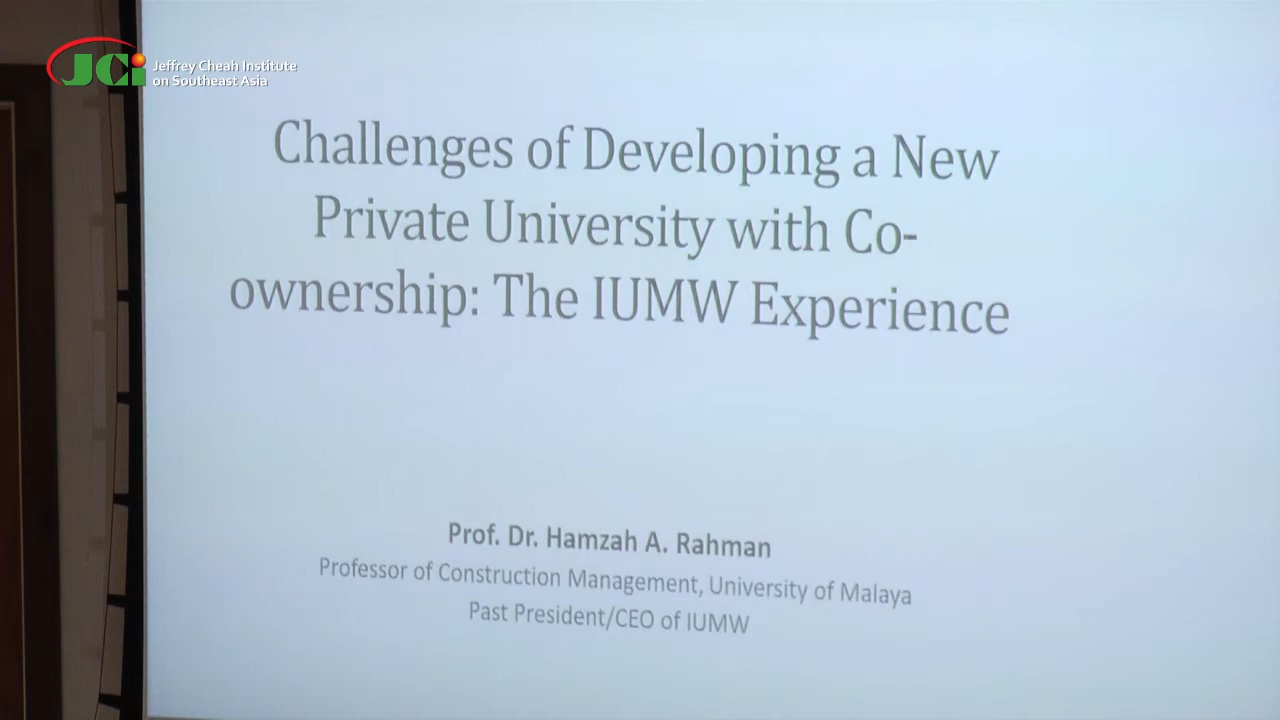 JCi
Jeffrey Cheah Institute
on Southeast Asia
Challenges of Developing a New
Private University with Co-
ownership: The IUMW Experience
Prof. Dr. Hamzah A. Rahman
Professor of Construction Management, University of Malaya
Past President/CEO of IUMW